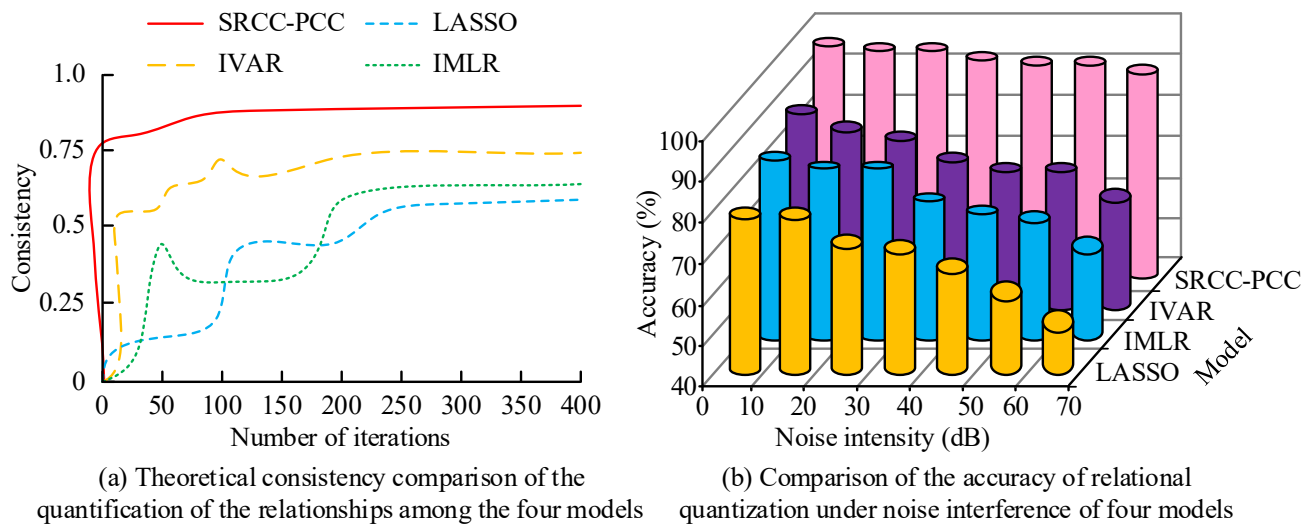 SRCC-PCC
LASSO
IVAR
IMLR
1.0
0.75
0.5
0.25
0
Consistency
0
50
100
150
200
250
300
350
400
Number of iterations
(a) Theoretical consistency comparison of the
quantification of the relationships among the four models
100
90
80
70
60
50
40
Accuracy (%)
0
10
20
30
40
50
60
70
Noise intensity (dB)
SRCC-PCC
IVAR
IMLR
LASSO
Model
(b) Comparison of the accuracy of relational
quantization under noise interference of four models